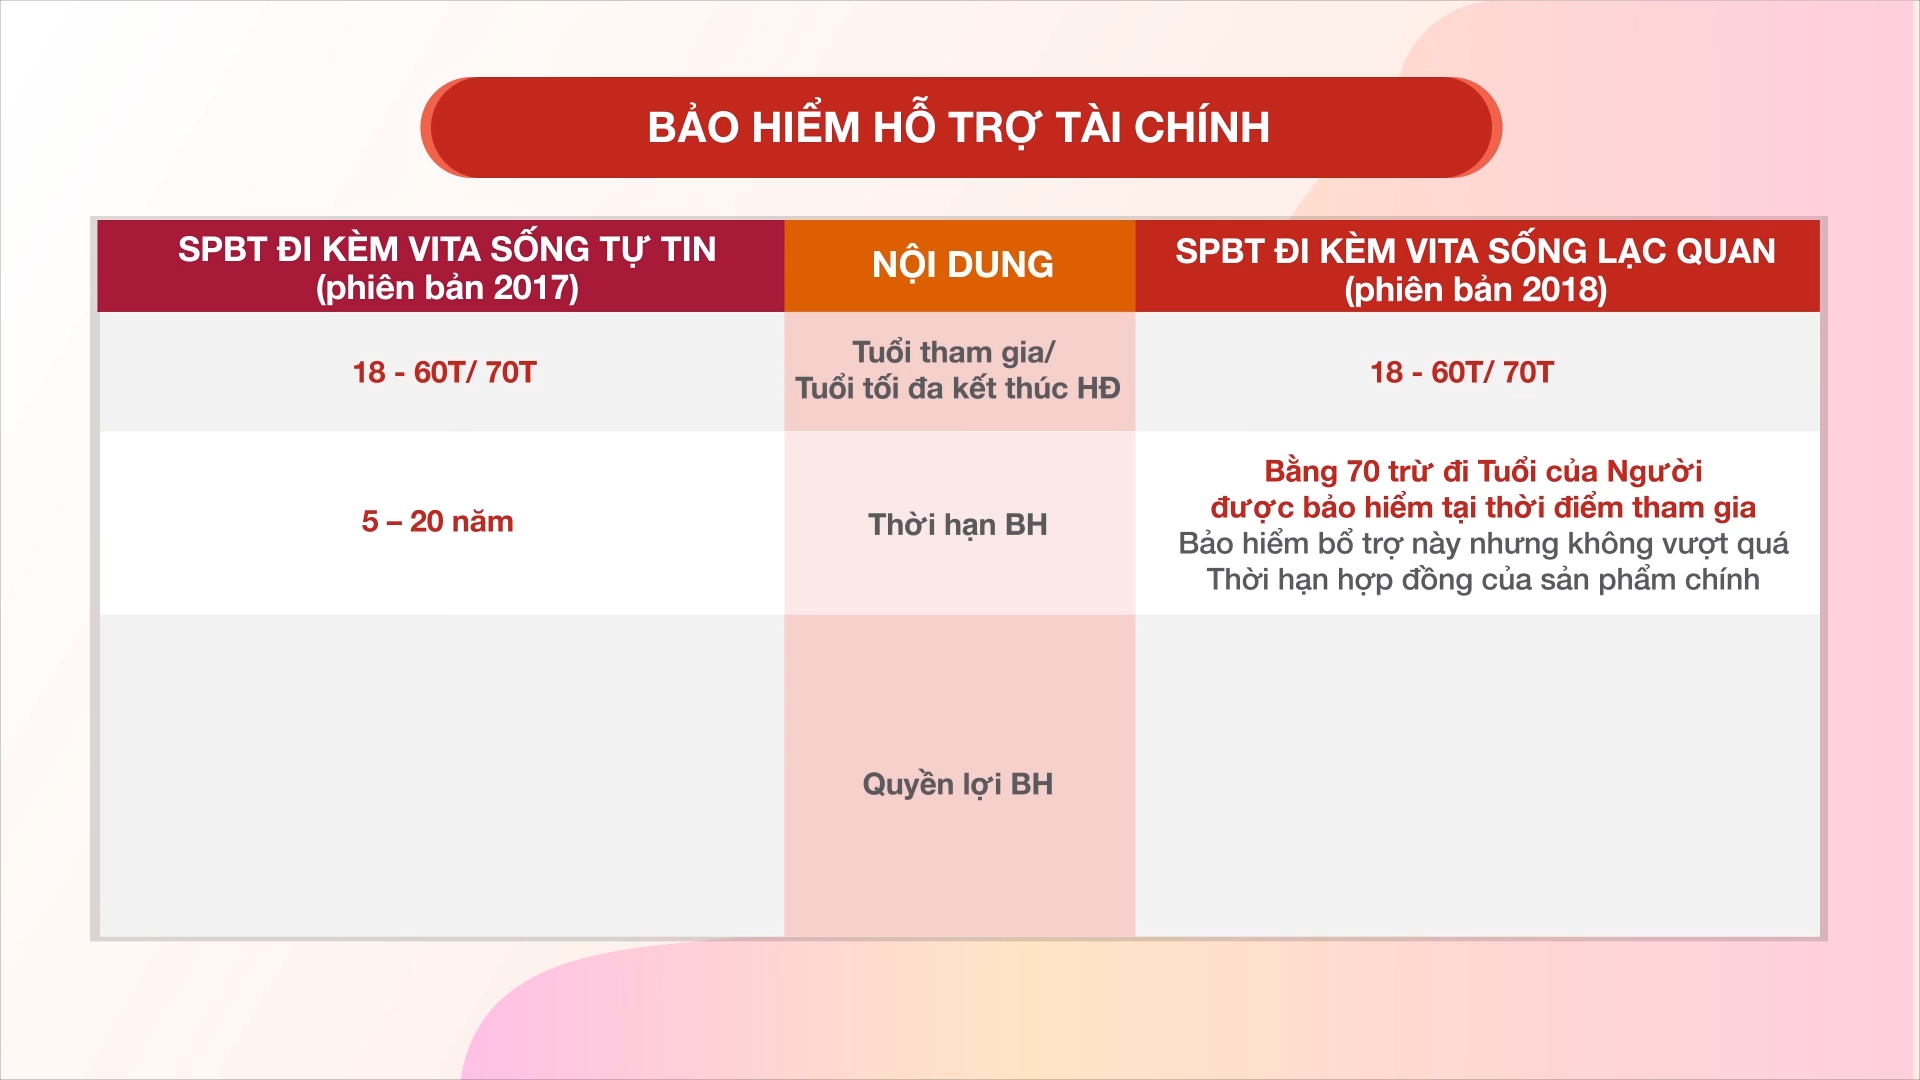 BẢO HIỂM HỖ TRỢ TÀI CHÍNH
SPBT ĐI KÈM VITA SỐNG TỰ TIN
(phiên bản 2017)
NỘI DUNG
SPBT ĐI KÈM VITA SỐNG LẠC QUAN
(phiên bản 2018)
18 - 60T/ 70T
Tuổi tham gia/
Tuổi tối đa kết thúc HĐ
18 - 60T/ 70T
5 – 20 năm
Thời hạn BH
Bằng 70 trừ đi Tuổi của Người
được bảo hiểm tại thời điểm tham gia
Bảo hiểm bổ trợ này nhưng không vượt quá
Thời hạn hợp đồng của sản phẩm chính
Quyền lợi BH